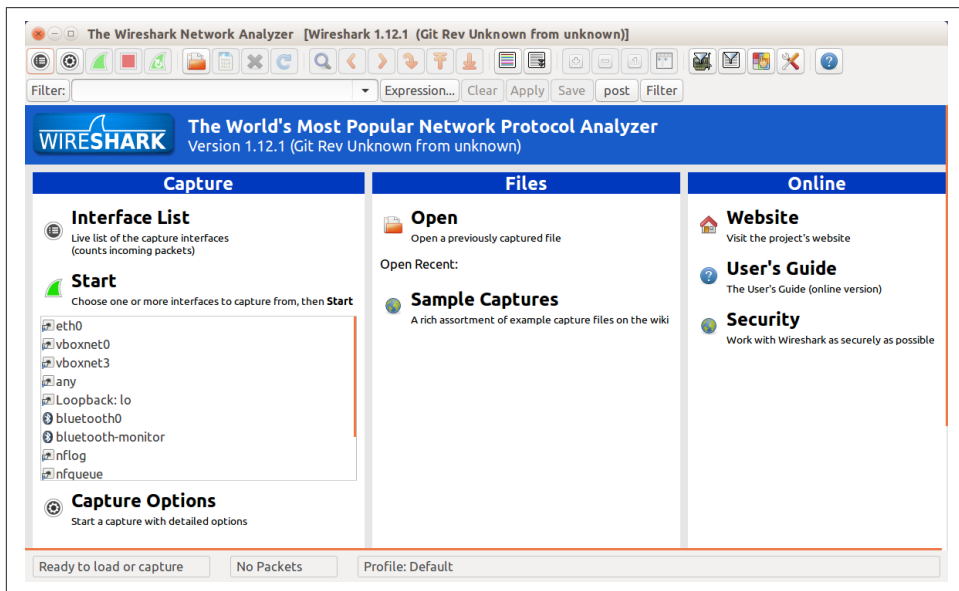 The Wireshark Network Analyzer [Wireshark 1.12.1 (Git Rev Unknown from unknown)]
Filter: Expression... Clear Apply Save post Filter
WIRESHARK
The World's Most Popular Network Protocol Analyzer
Version 1.12.1 (Git Rev Unknown from unknown)
Capture
Interface List
Live list of the capture interfaces
(counts incoming packets)
Start
Choose one or more interfaces to capture from, then Start
eth0
vboxnet0
vboxnet3
any
Loopback: lo
bluetooth0
bluetooth-monitor
nflog
nfqueue
Capture Options
Start a capture with detailed options
Files
Open
Open a previously captured file
Open Recent:
Sample Captures
A rich assortment of example capture files on the wiki
Online
Website
Visit the project's website
User's Guide
The User's Guide (online version)
Security
Work with Wireshark as securely as possible
Ready to load or capture
No Packets
Profile: Default